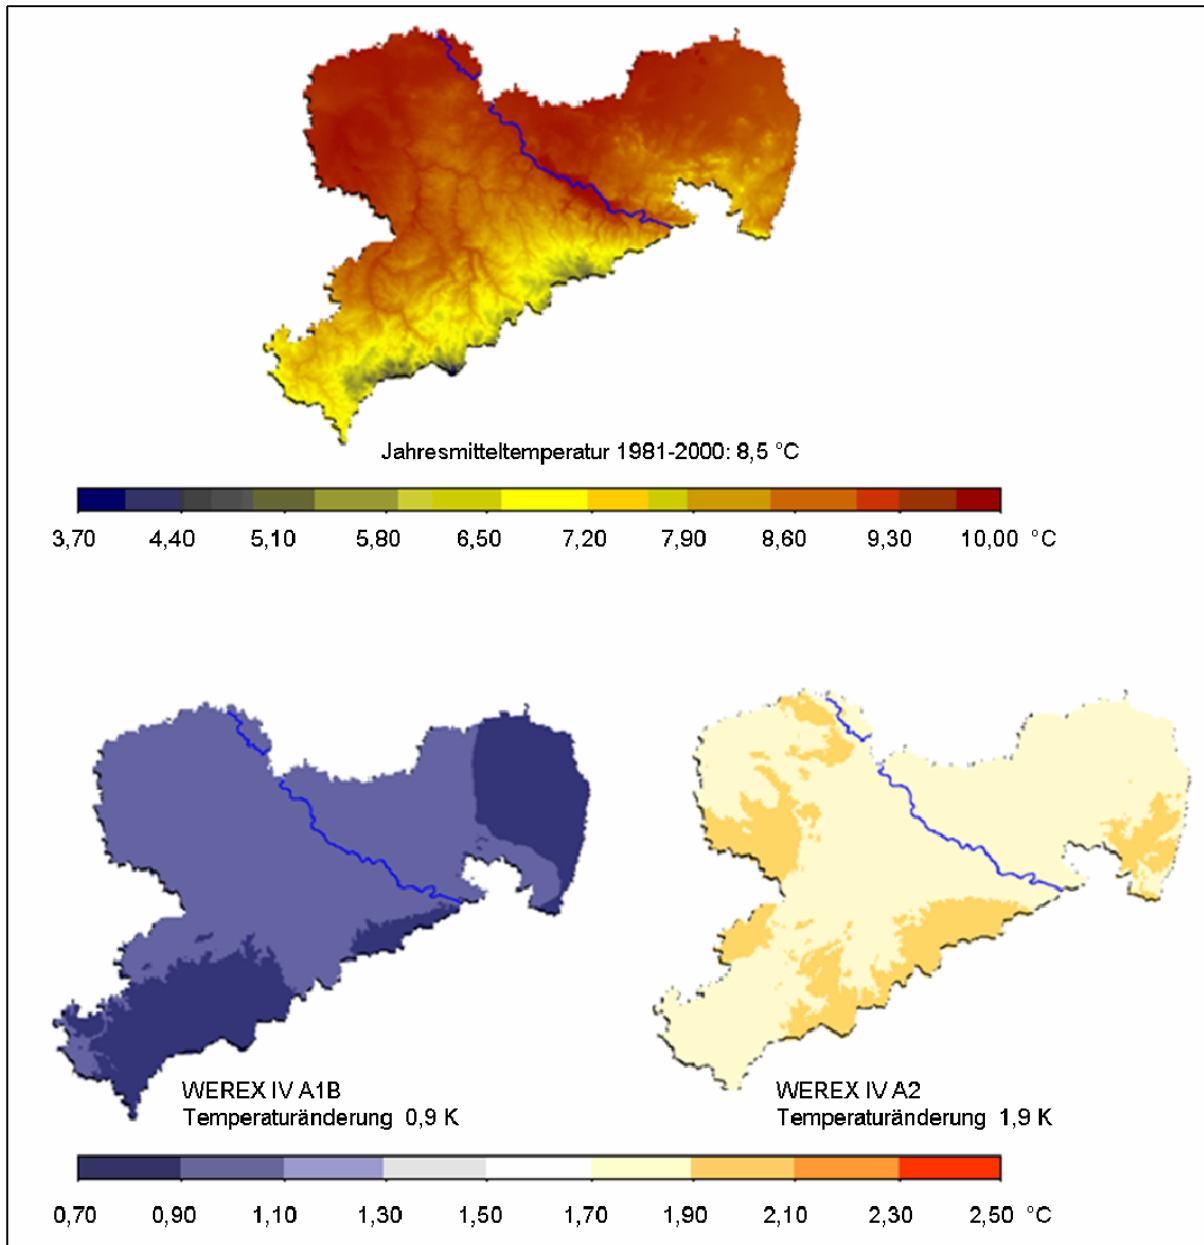 Jahresmitteltemperatur 1981-2000: 8,5 °C
3,70 4,40 5,10 5,80 6,50 7,20 7,90 8,60 9,30 10,00 °C
WEREX IV A1B
Temperaturänderung 0,9 K
WEREX IV A2
Temperaturänderung 1,9 K
0,70 0,90 1,10 1,30 1,50 1,70 1,90 2,10 2,30 2,50 °C